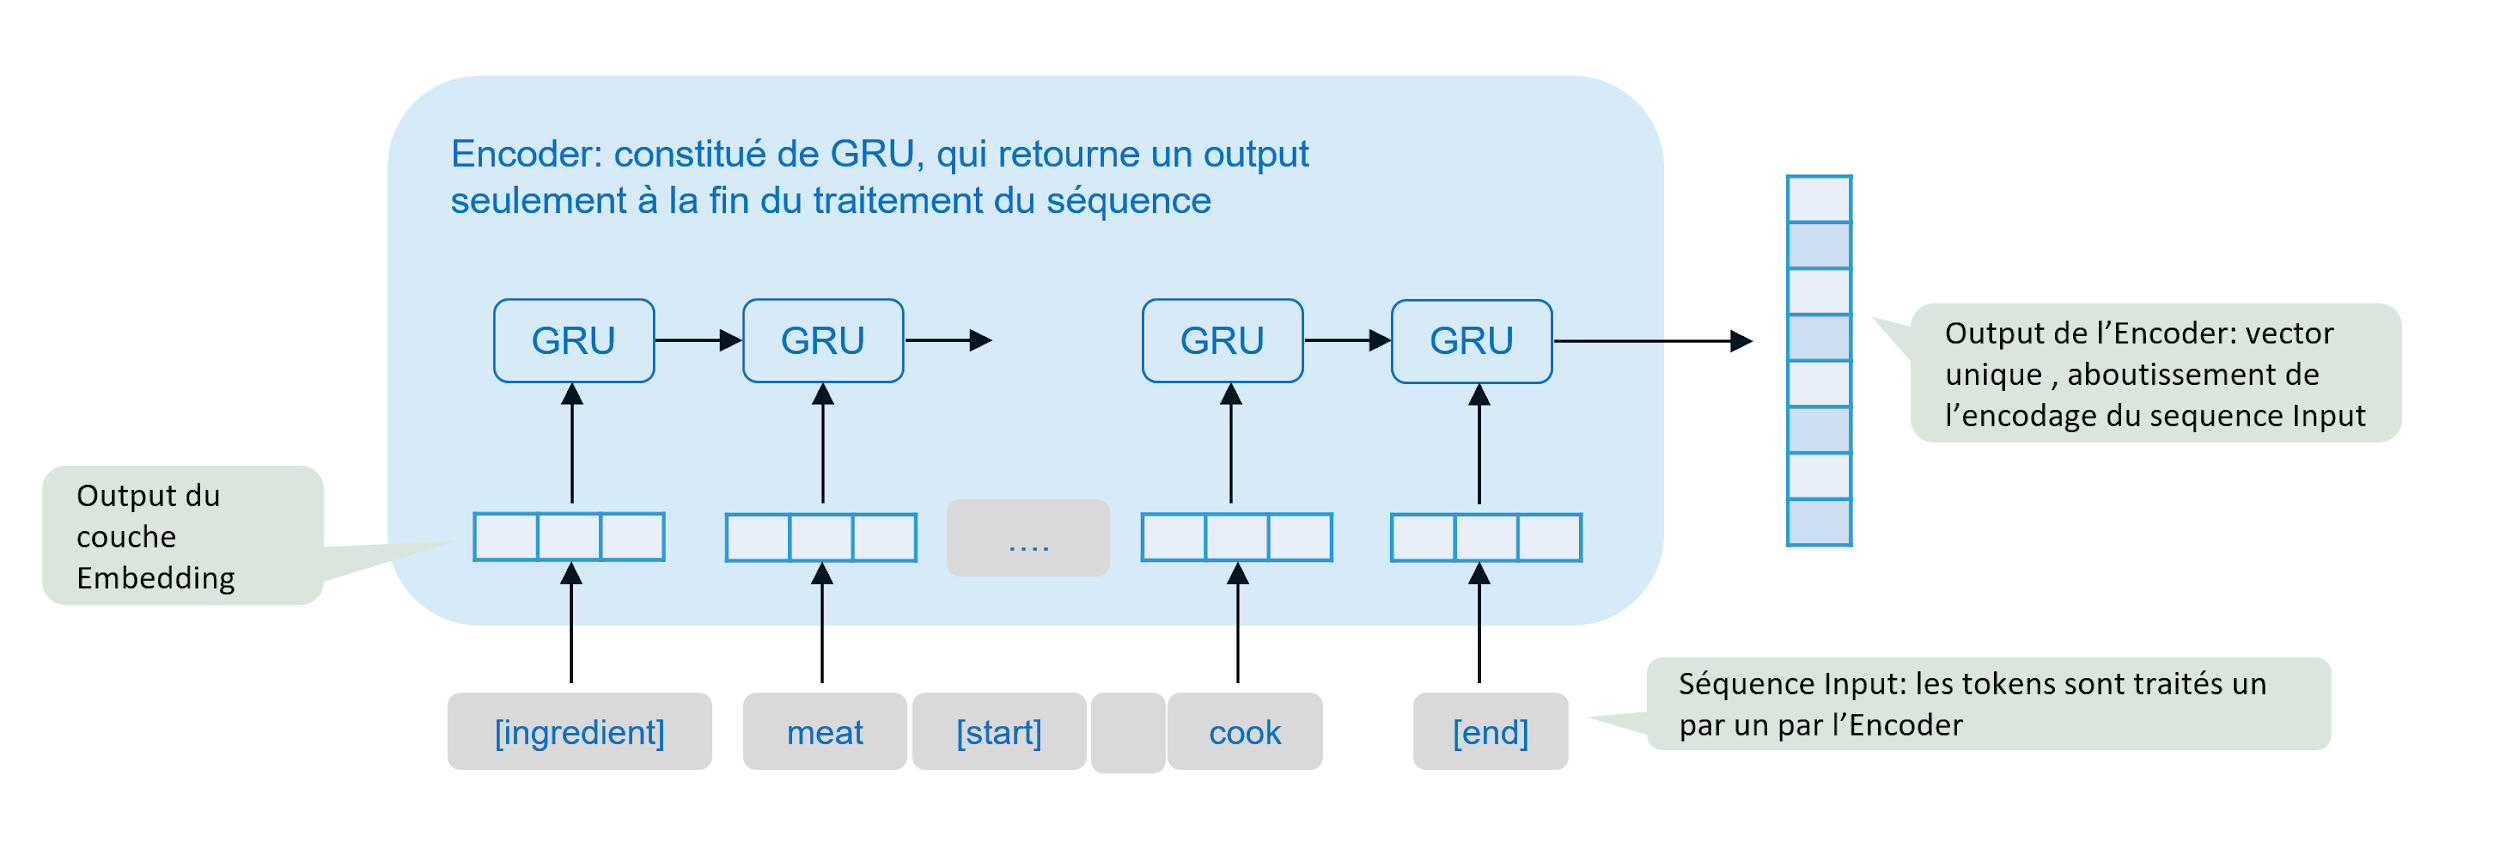 Encoder: constitué de GRU, qui retourne un output
seulement à la fin du traitement du séquence
GRU
GRU
GRU
GRU
Output de l’Encoder: vector
unique , aboutissement de
l’encodage du sequence Input
Output du
couche
Embedding
....
[ingredient]
meat
[start]
cook
[end]
Séquence Input: les tokens sont traités un
par un par l’Encoder